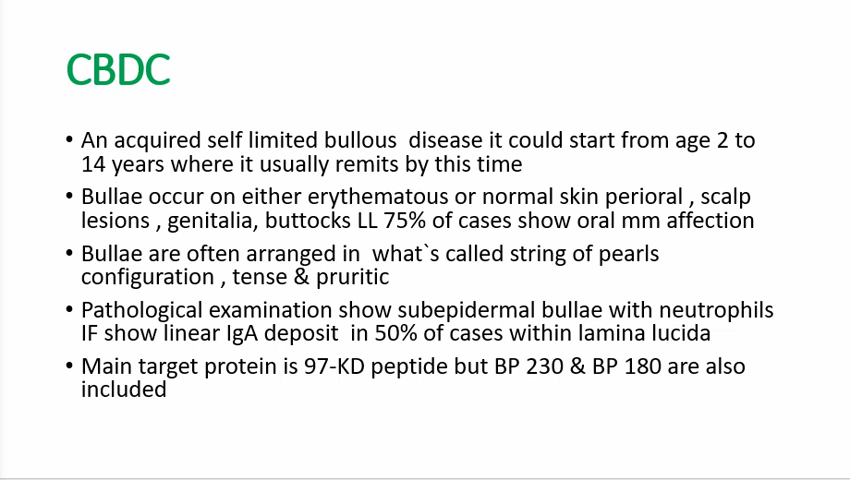 CBDC
• An acquired self limited bullous  disease it could start from age 2 to
14 years where it usually remits by this time
• Bullae occur on either erythematous or normal skin perioral , scalp
lesions , genitalia, buttocks LL 75% of cases show oral mm affection
• Bullae are often arranged in  what`s called string of pearls
configuration , tense & pruritic
• Pathological examination show subepidermal bullae with neutrophils
IF show linear IgA deposit  in 50% of cases within lamina lucida
• Main target protein is 97-KD peptide but BP 230 & BP 180 are also
included